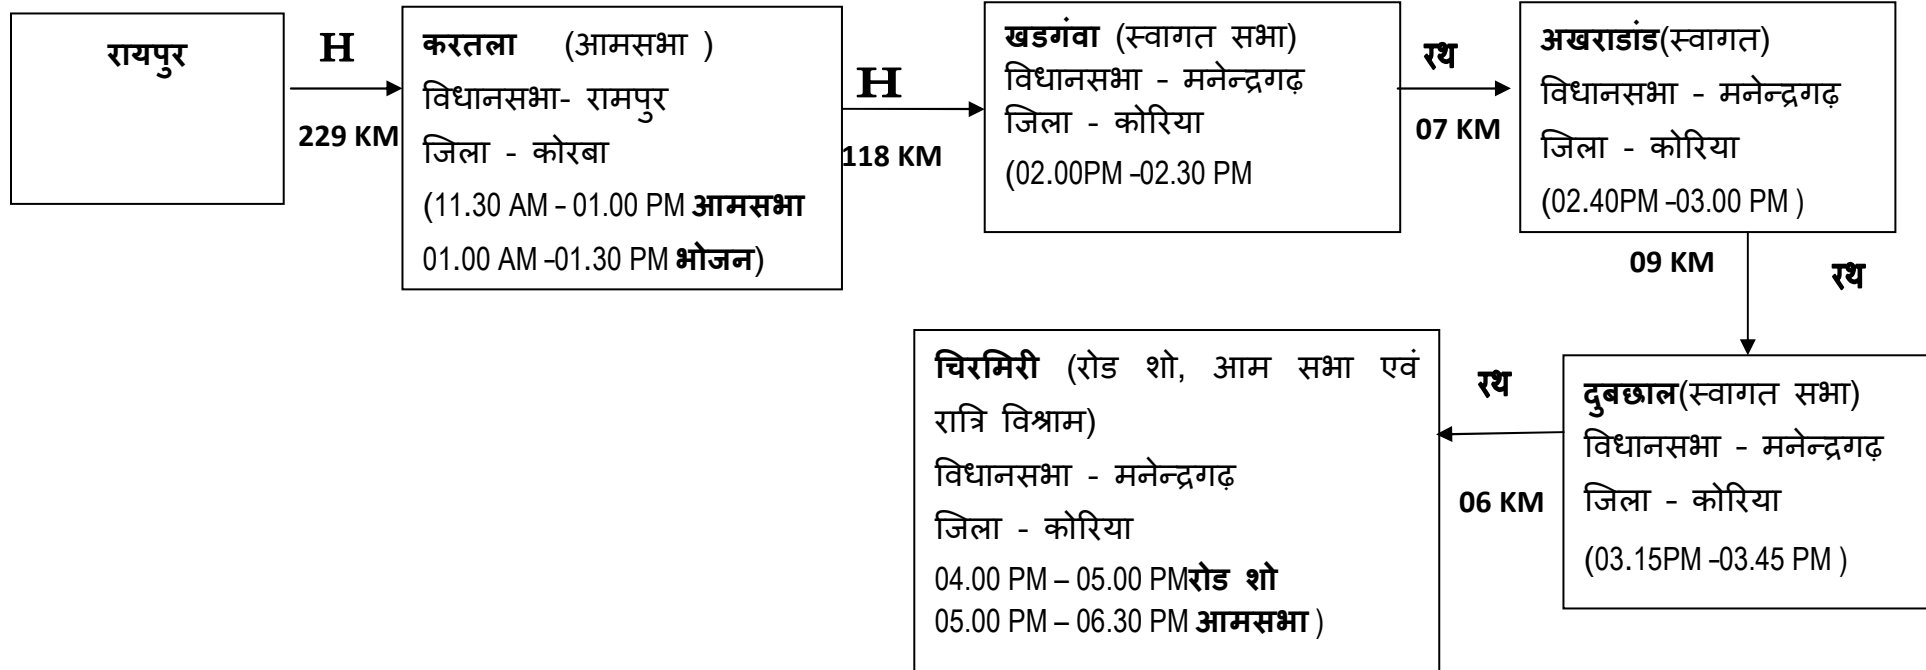 रायपुर
H
229 KM
करतला (आमसभा )
विधानसभा- रामपुर
जिला - कोरबा
(11.30 AM – 01.00 PM आमसभा
01.00 AM –01.30 PM भोजन)
H
118 KM
खडगंवा (स्वागत सभा)
विधानसभा - मनेन्द्रगढ़
जिला - कोरिया
(02.00PM –02.30 PM
रथ
07 KM
अखराडांड(स्वागत)
विधानसभा - मनेन्द्रगढ़
जिला - कोरिया
(02.40PM –03.00 PM )
09 KM
रथ
दुबछाल(स्वागत सभा)
विधानसभा - मनेन्द्रगढ़
जिला - कोरिया
(03.15PM –03.45 PM )
रथ
06 KM
चिरमिरी (रोड शो, आम सभा एवं
रात्रि विश्राम)
विधानसभा - मनेन्द्रगढ़
जिला - कोरिया
04.00 PM – 05.00 PMरोड शो
05.00 PM – 06.30 PM आमसभा )